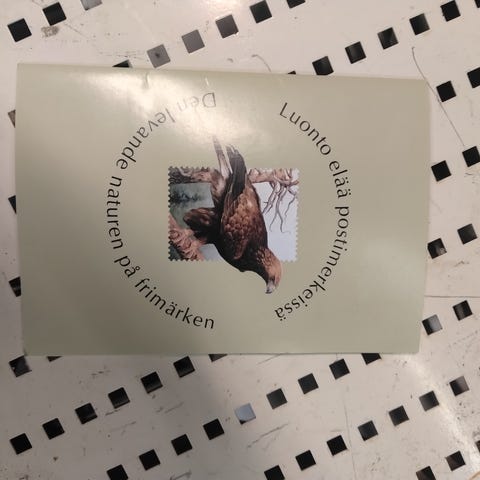 Luonto elää postimerkeissä
Den levande naturen på frimärken